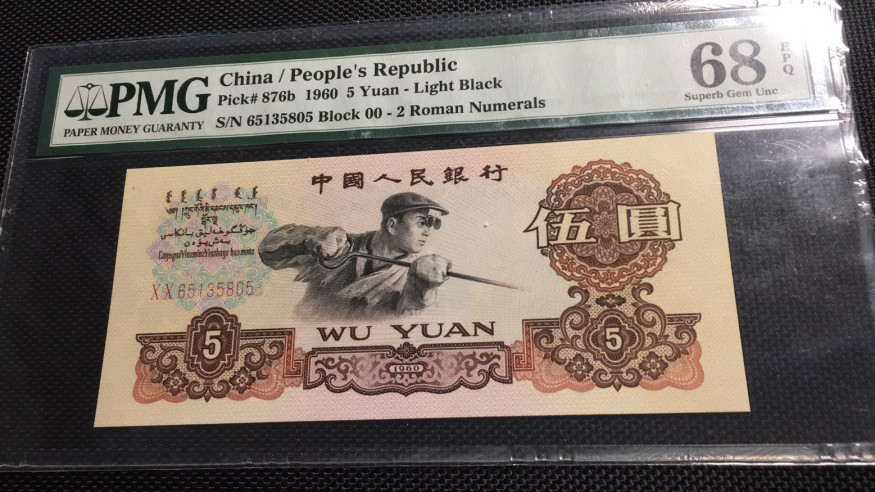 PMG
PAPER MONEY GUARANTY
China / People's Republic
Pick# 876b 1960 5 Yuan - Light Black
S/N 65135805 Block 00 - 2 Roman Numerals
68 EPQ
Superb Gem Unc
中國人民銀行
伍圓
XX 65135805
5
WU YUAN
1960
5